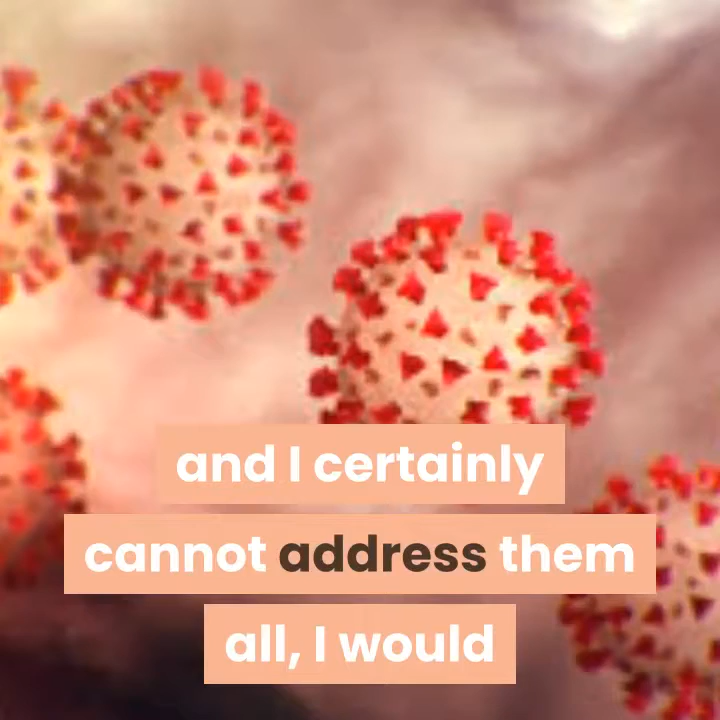 and I certainly
cannot address them
all, I would